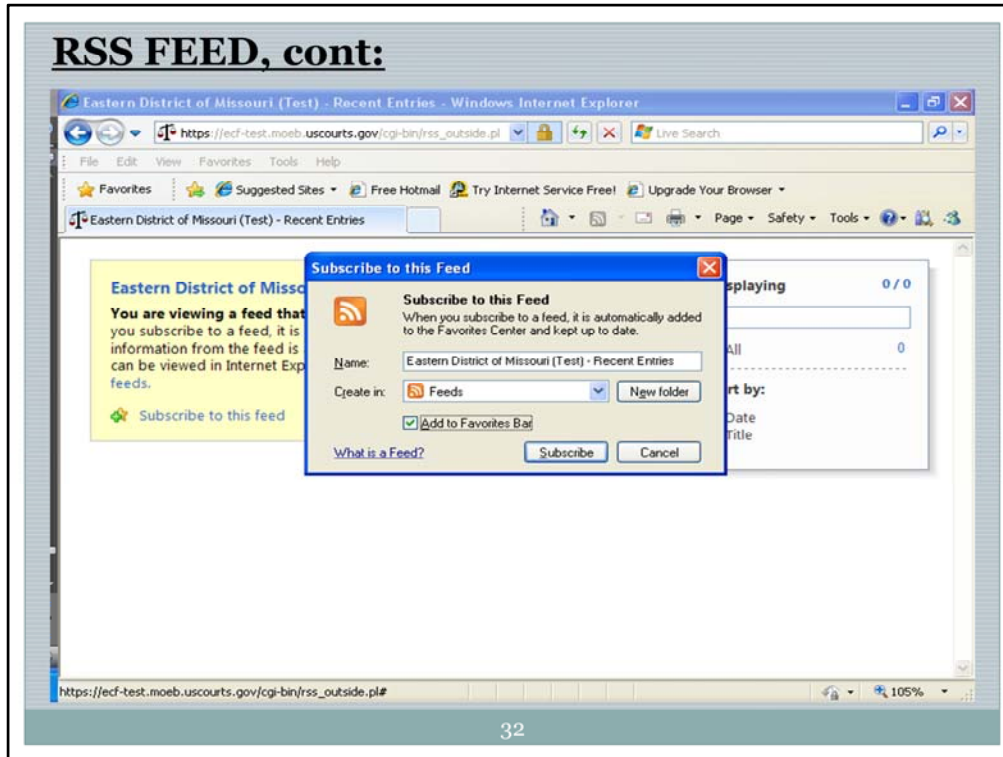 RSS FEED, cont:
Eastern District of Missouri (Test) - Recent Entries - Windows Internet Explorer
https://ecf-test.moeb.uscourts.gov/cgi-bin/rss_outside.pl
Live Search
File Edit View Favorites Tools Help
Favorites Suggested Sites Free Hotmail Try Internet Service Free! Upgrade Your Browser
Eastern District of Missouri (Test) - Recent Entries
Page Safety Tools
Eastern District of Misso
You are viewing a feed that
you subscribe to a feed, it is
information from the feed is
can be viewed in Internet Exp
feeds.
Subscribe to this feed
Subscribe to this Feed
Subscribe to this Feed
When you subscribe to a feed, it is automatically added
to the Favorites Center and kept up to date.
Name: Eastern District of Missouri (Test) - Recent Entries
Create in: Feeds New folder
Add to Favorites Bar
What is a Feed? Subscribe Cancel
splaying 0 / 0
All 0
rt by:
Date
Title
https://ecf-test.moeb.uscourts.gov/cgi-bin/rss_outside.pl#
105%
32